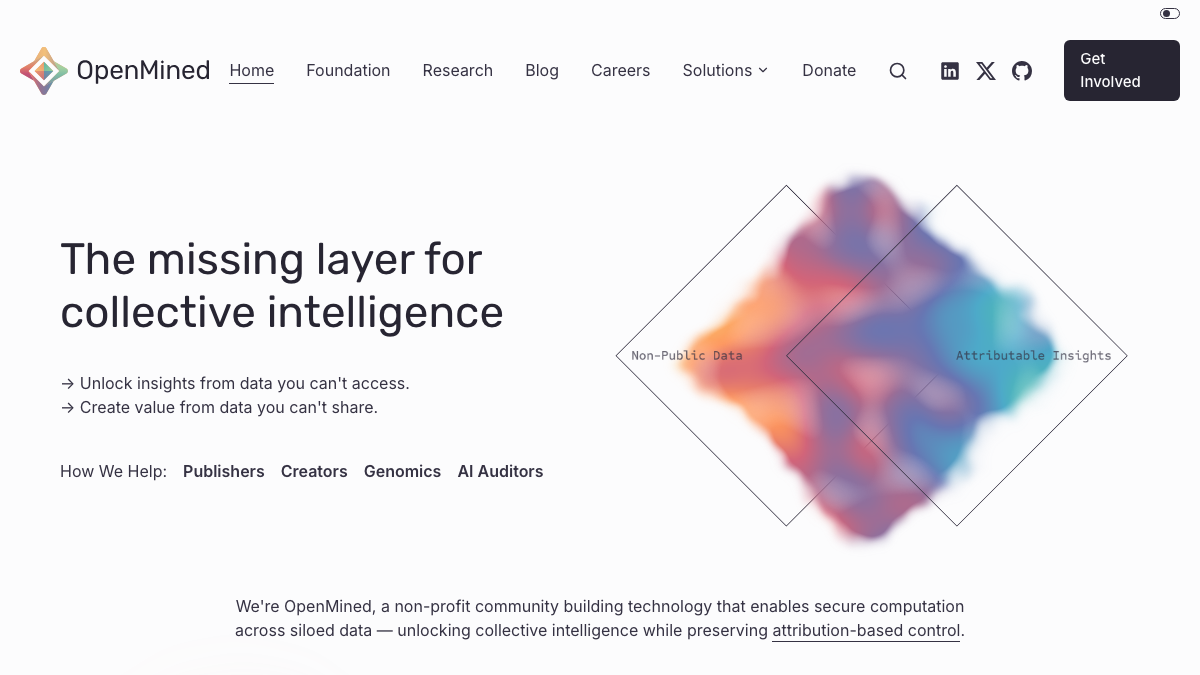 OpenMined
Home
Foundation
Research
Blog
Careers
Solutions
Donate
Get
Involved
The missing layer for
collective intelligence
→ Unlock insights from data you can't access.
→ Create value from data you can't share.
How We Help: Publishers Creators Genomics AI Auditors
Non-Public Data
Attributable Insights
We're OpenMined, a non-profit community building technology that enables secure computation
across siloed data — unlocking collective intelligence while preserving attribution-based control.